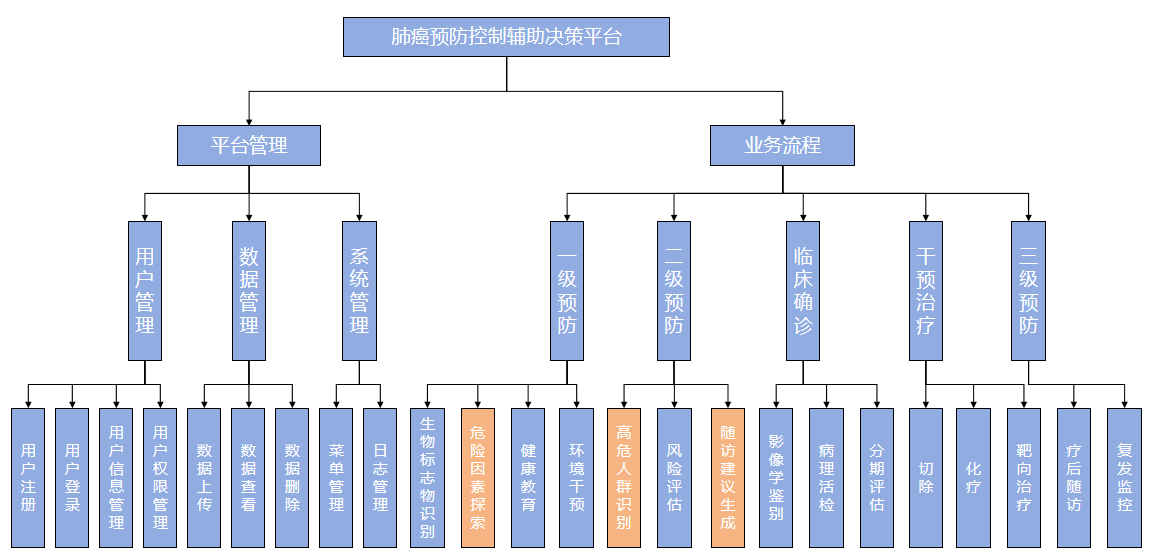 肺癌预防控制辅助决策平台
平台管理
业务流程
用户管理
数据管理
系统管理
一级预防
二级预防
临床确诊
干预治疗
三级预防
用户注册
用户登录
用户信息管理
用户权限管理
数据上传
数据查看
数据删除
菜单管理
日志管理
生物标志物识别
危险因素探索
健康教育
环境干预
高危人群识别
风险评估
随访建议生成
影像学鉴别
病理活检
分期评估
切除
化疗
靶向治疗
疗后随访
复发监控